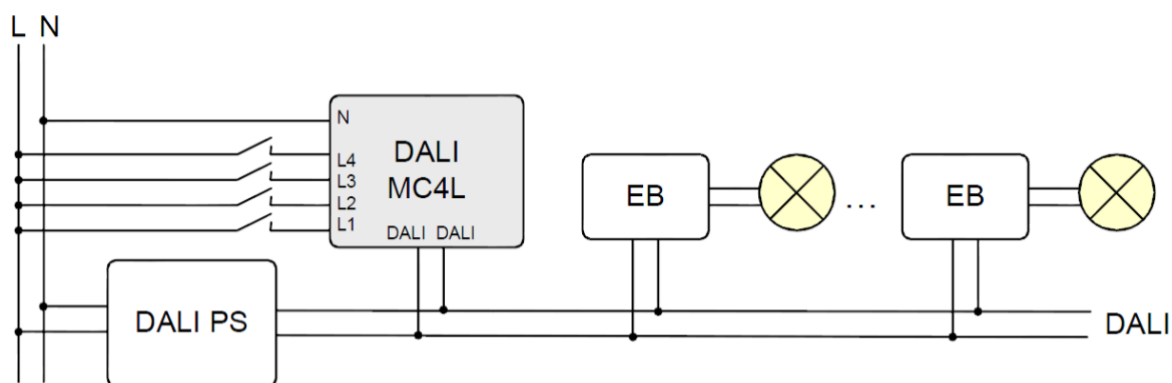 L N
N
L4
L3
L2
L1
DALI
MC4L
DALI DALI
EB
...
EB
DALI PS
DALI